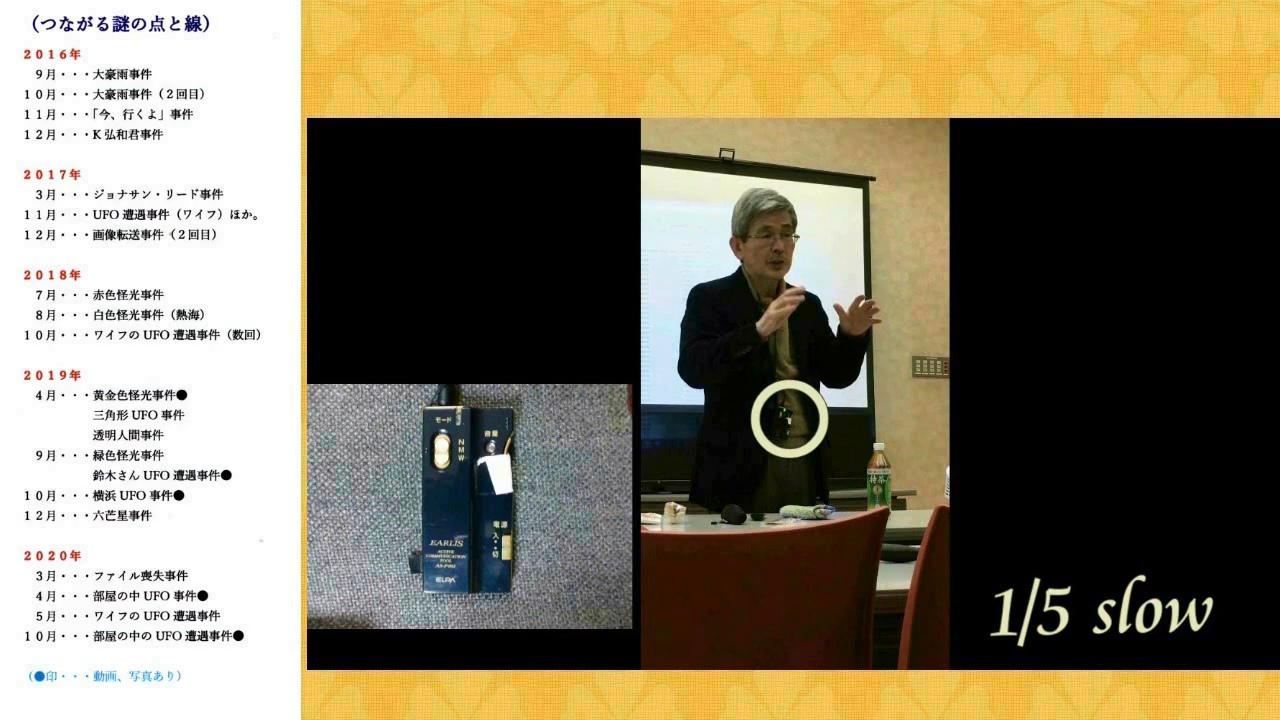 （つながる謎の点と線）
２０１６年
９月・・・大豪雨事件
１０月・・・大豪雨事件（２回目）
１１月・・・「今、行くよ」事件
１２月・・・K 弘和君事件
２０１７年
３月・・・ジョナサン・リード事件
１１月・・・UFO 遭遇事件（ワイフ）ほか。
１２月・・・画像転送事件（２回目）
２０１８年
７月・・・赤色怪光事件
８月・・・白色怪光事件（熱海）
１０月・・・ワイフの UFO 遭遇事件（数回）
２０１９年
４月・・・黄金色怪光事件●
三角形 UFO 事件
透明人間事件
９月・・・緑色怪光事件
鈴木さん UFO 遭遇事件●
１０月・・・横浜 UFO 事件●
１２月・・・六芒星事件
２０２０年
３月・・・ファイル喪失事件
４月・・・部屋の中 UFO 事件●
５月・・・ワイフの UFO 遭遇事件
１０月・・・部屋の中の UFO 遭遇事件●
（●印・・・動画、写真あり）
モード
N M W
音量
電源
入・・切
EARLIS
ACTIVE
COMMUNICATION
TOOL
ELPA
特茶
1/5 slow